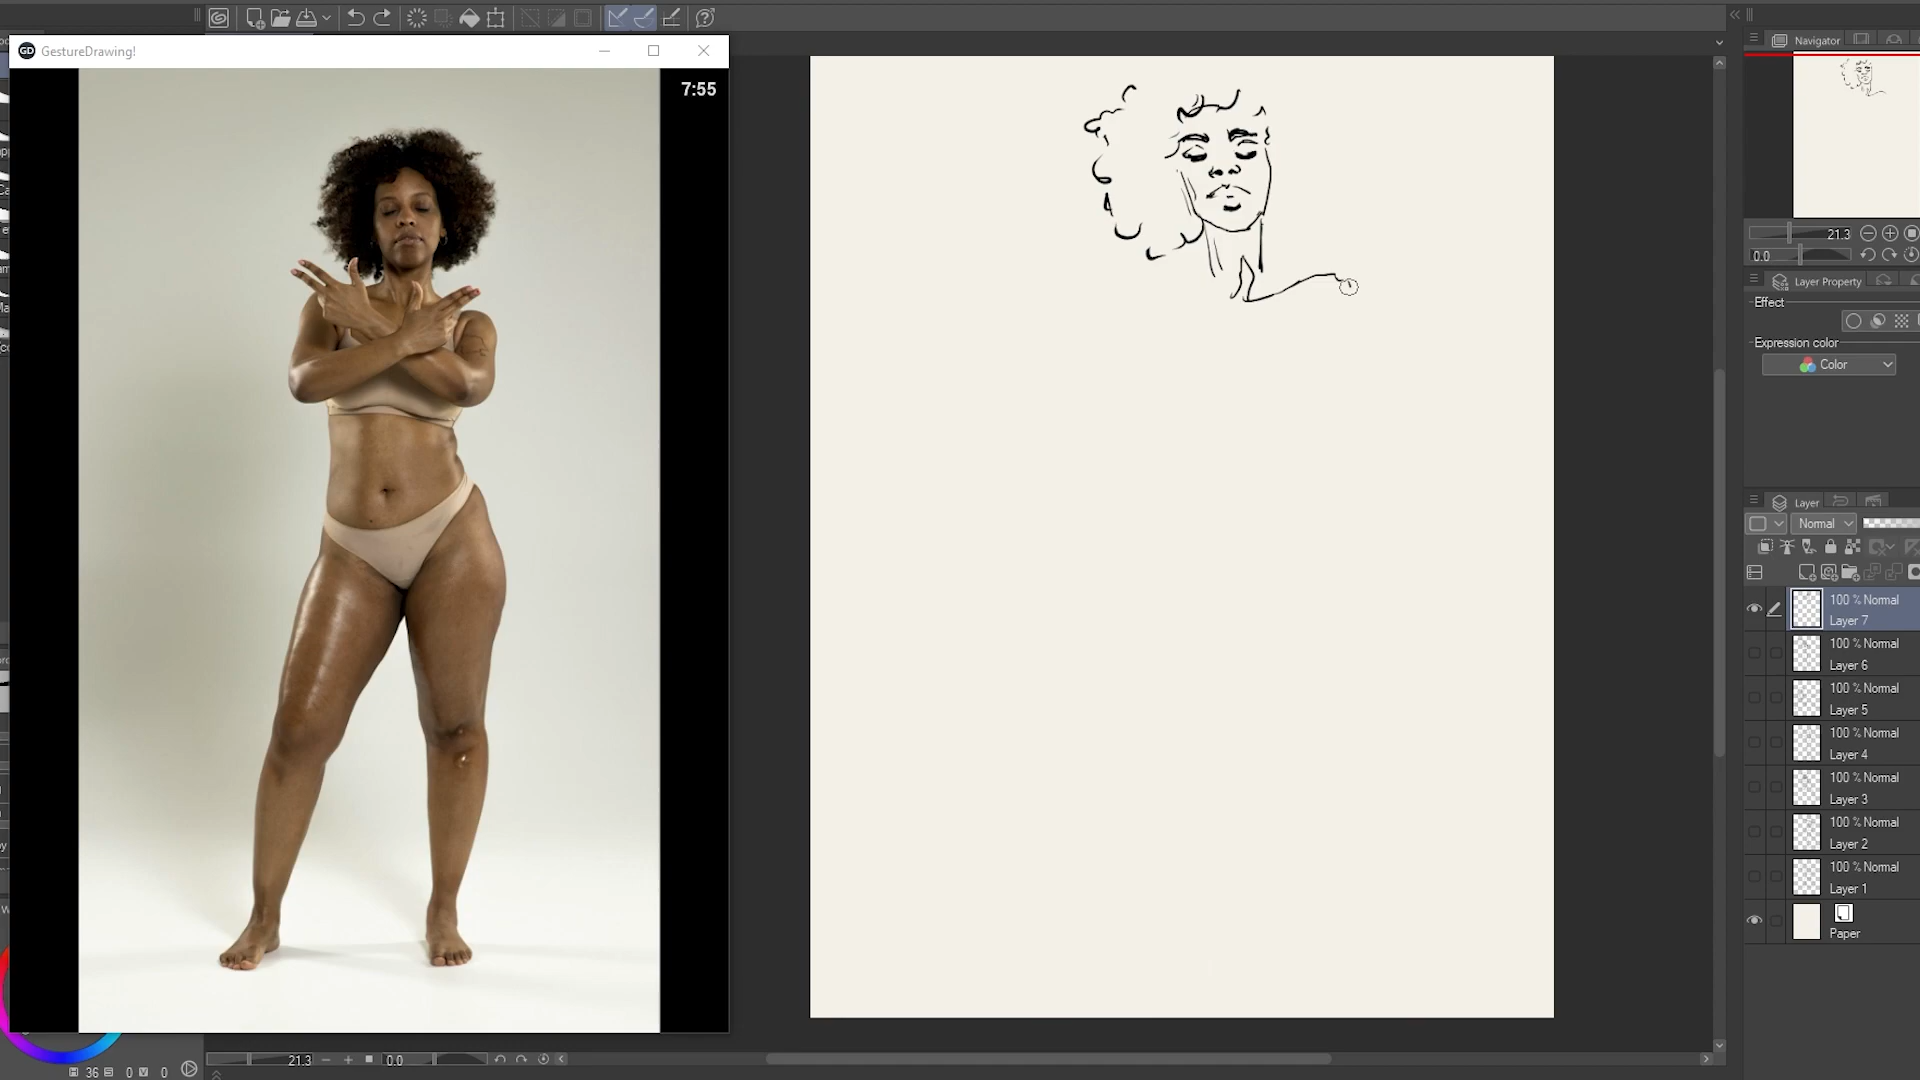 GD GestureDrawing!
7:55
Navigator
21.3
0.0
Layer Property
Effect
Expression color
Color
Layer
Normal
100 % Normal
Layer 7
100 % Normal
Layer 6
100 % Normal
Layer 5
100 % Normal
Layer 4
100 % Normal
Layer 3
100 % Normal
Layer 2
100 % Normal
Layer 1
Paper
21.3
0.0
H 36 S 0 V 0